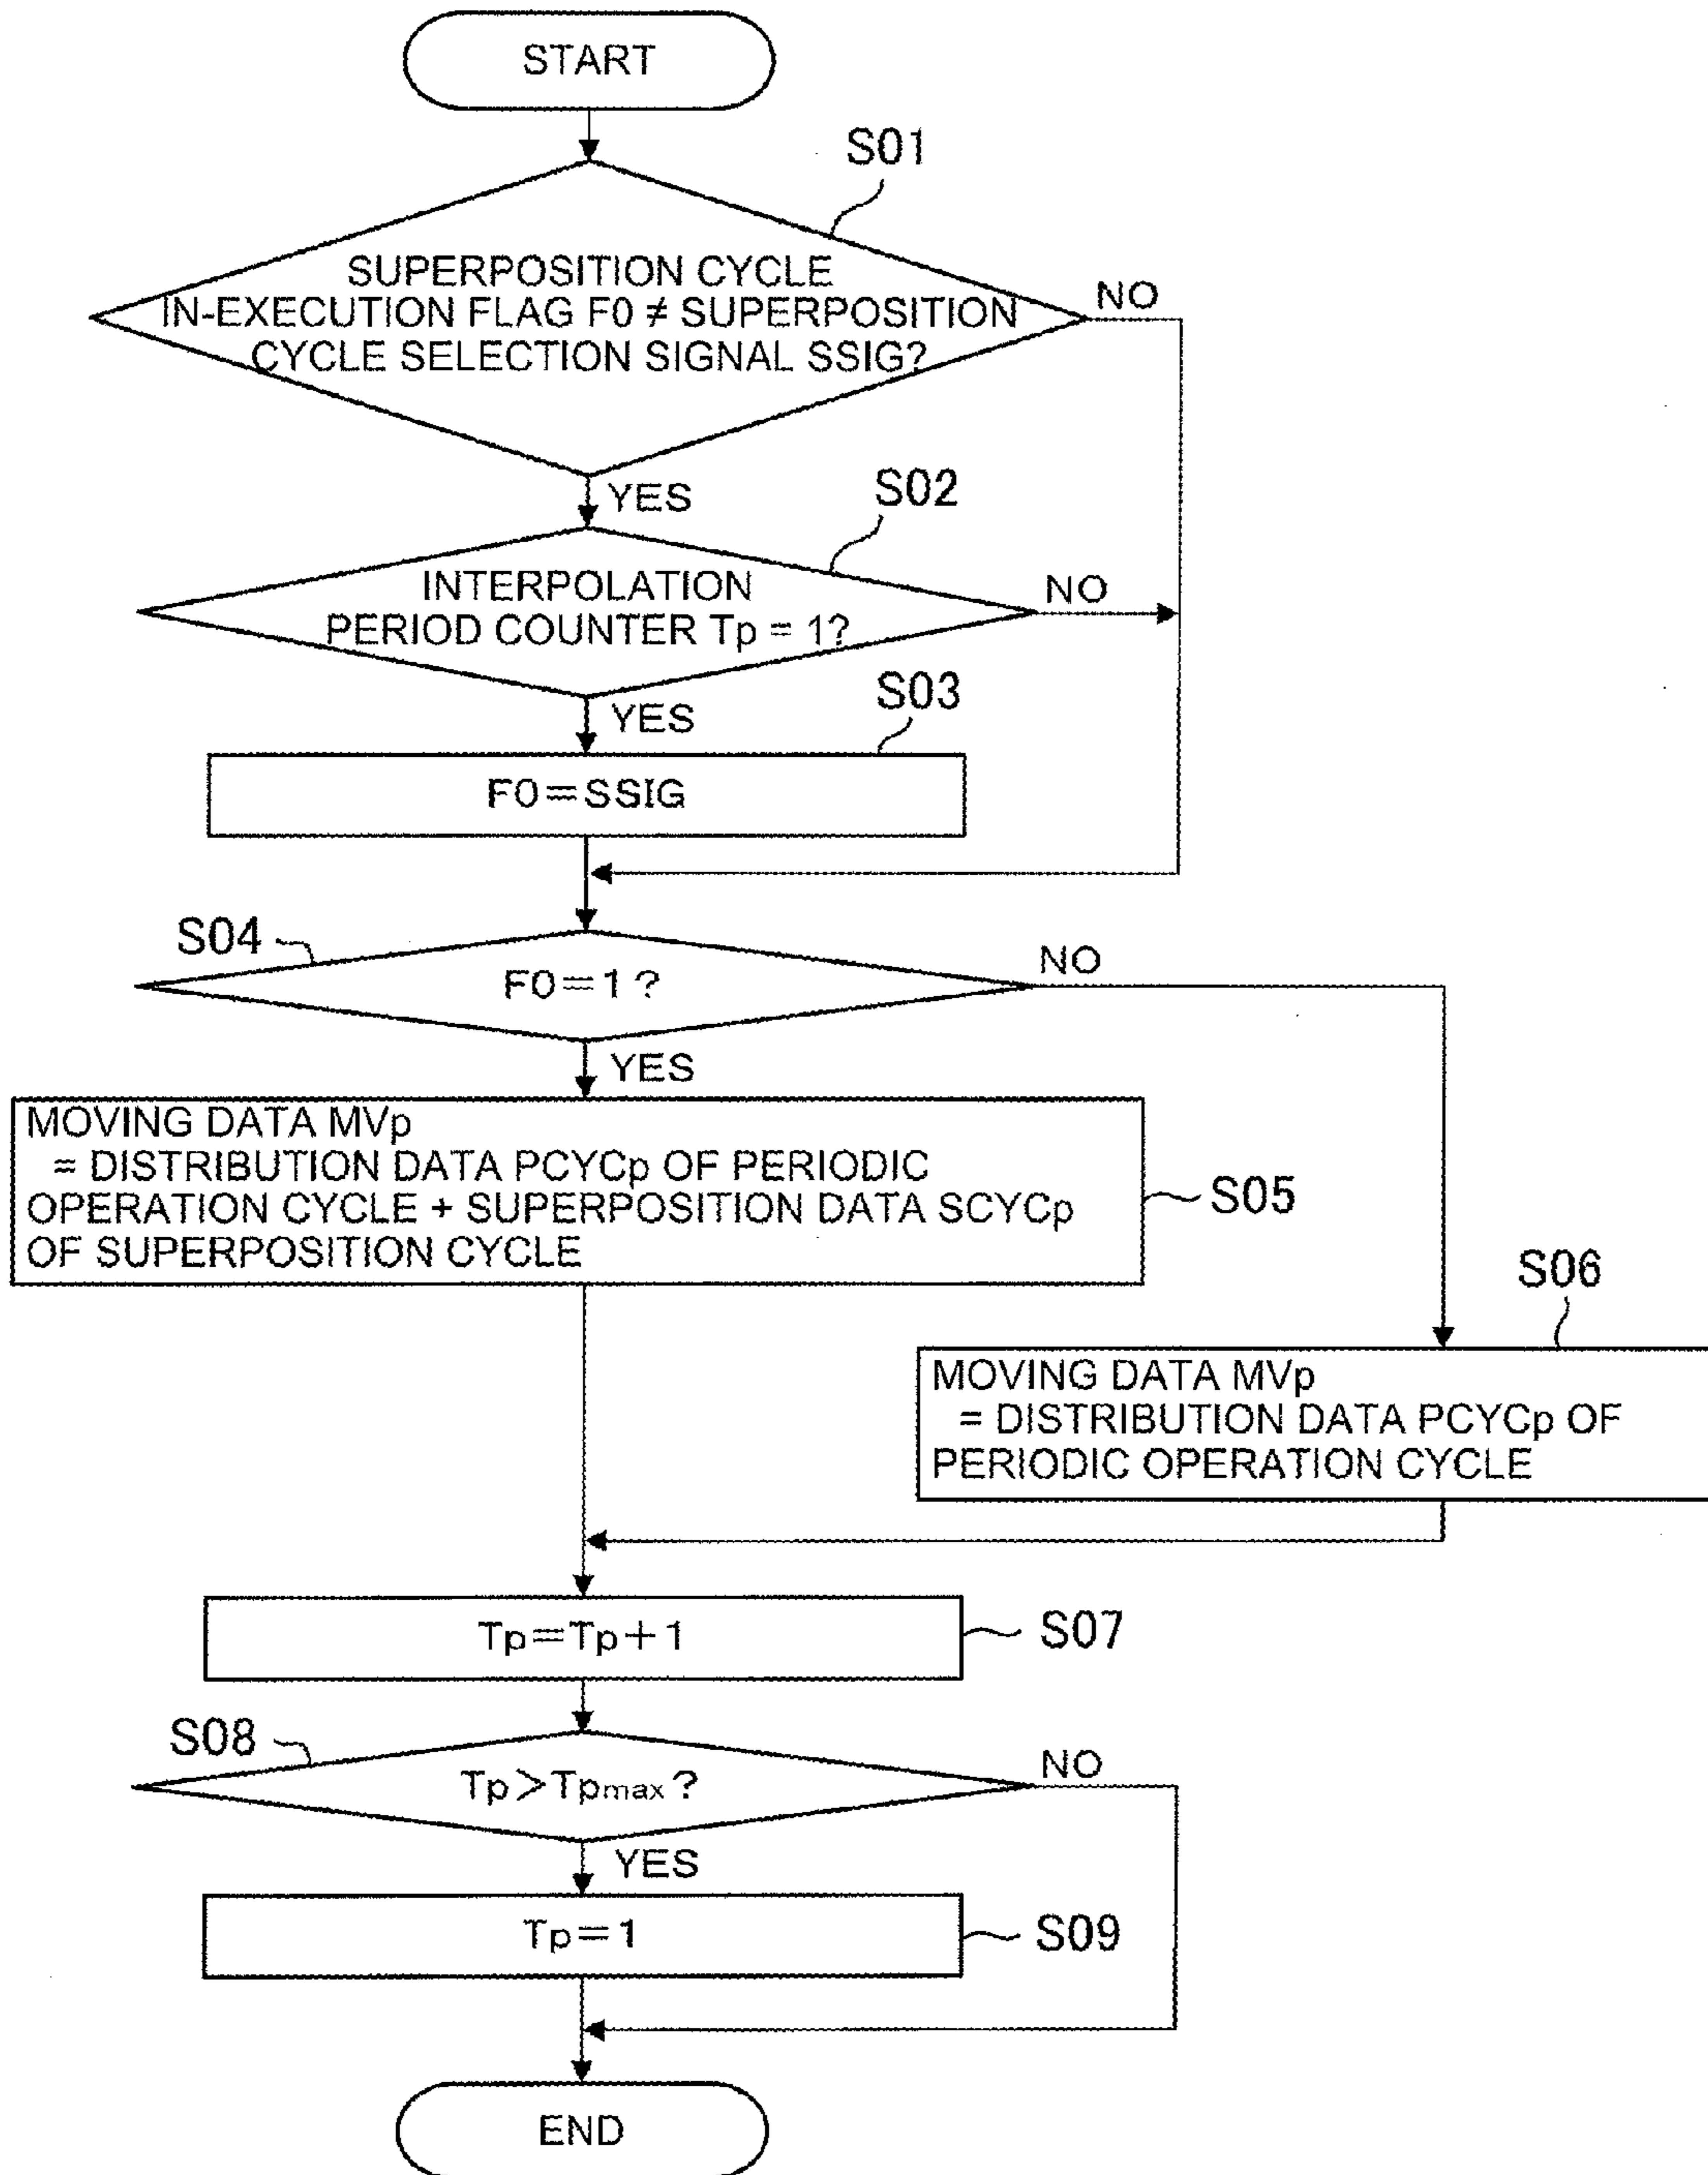 START
S01
SUPERPOSITION CYCLE
IN-EXECUTION FLAG F0 ≠ SUPERPOSITION
CYCLE SELECTION SIGNAL SSIG?
NO
YES
S02
INTERPOLATION
PERIOD COUNTER Tp = 1?
NO
YES
S03
F0=SSIG
S04
F0=1?
NO
YES
MOVING DATA MVp
= DISTRIBUTION DATA PCYCp OF PERIODIC
OPERATION CYCLE + SUPERPOSITION DATA SCYCp
OF SUPERPOSITION CYCLE
S05
S06
MOVING DATA MVp
= DISTRIBUTION DATA PCYCp OF
PERIODIC OPERATION CYCLE
Tp=Tp+1
S07
S08
Tp>Tpmax?
NO
YES
Tp=1
S09
END